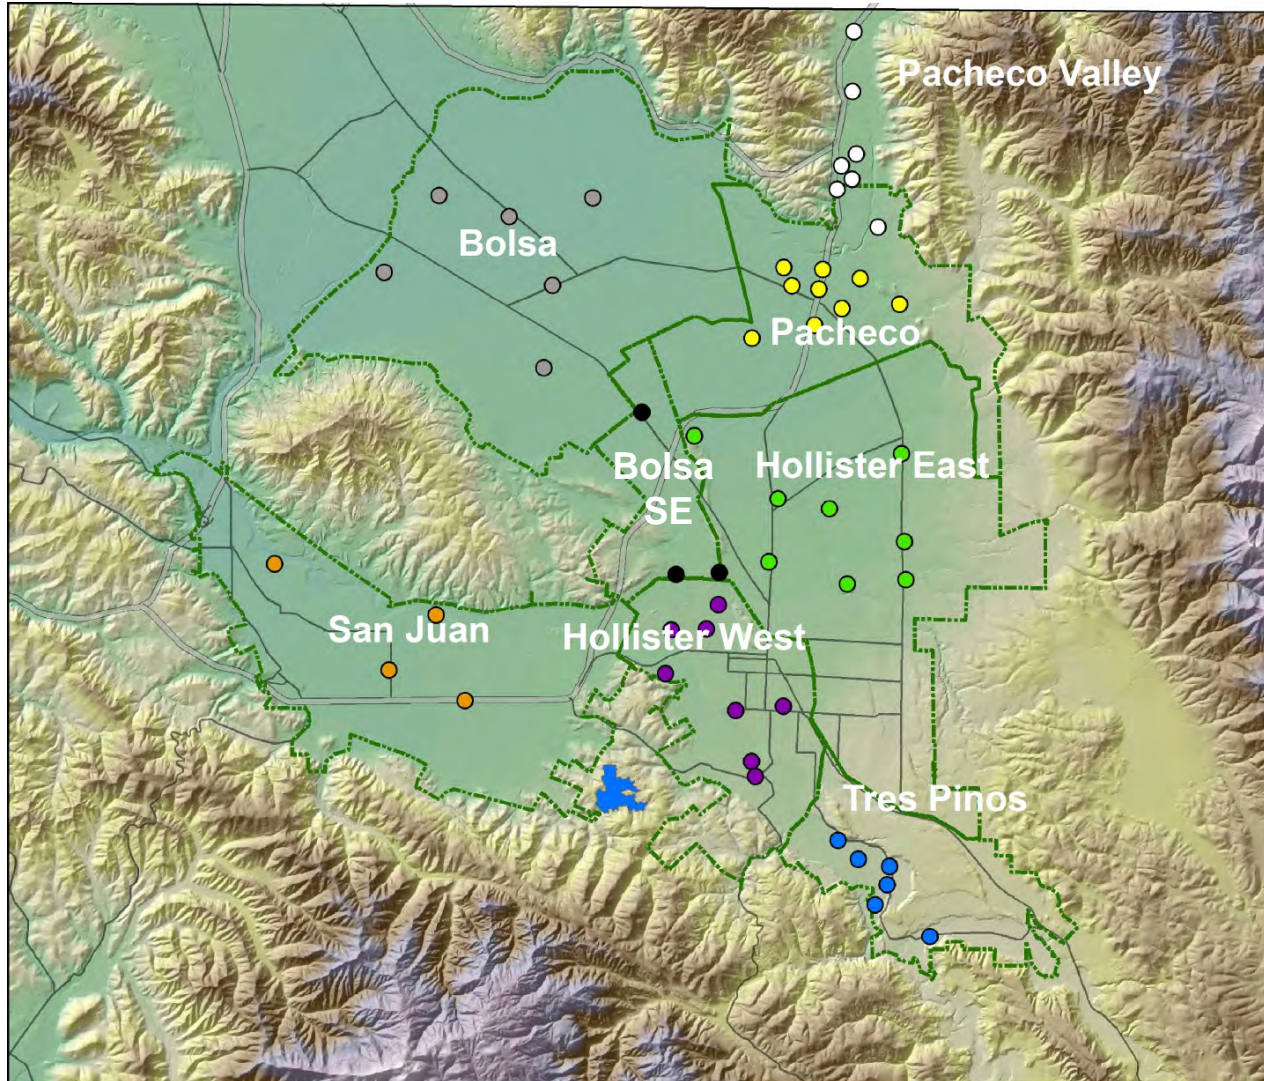 Pacheco Valley
Bolsa
Pacheco
Bolsa
SE
Hollister East
San Juan
Hollister West
Tres Pinos